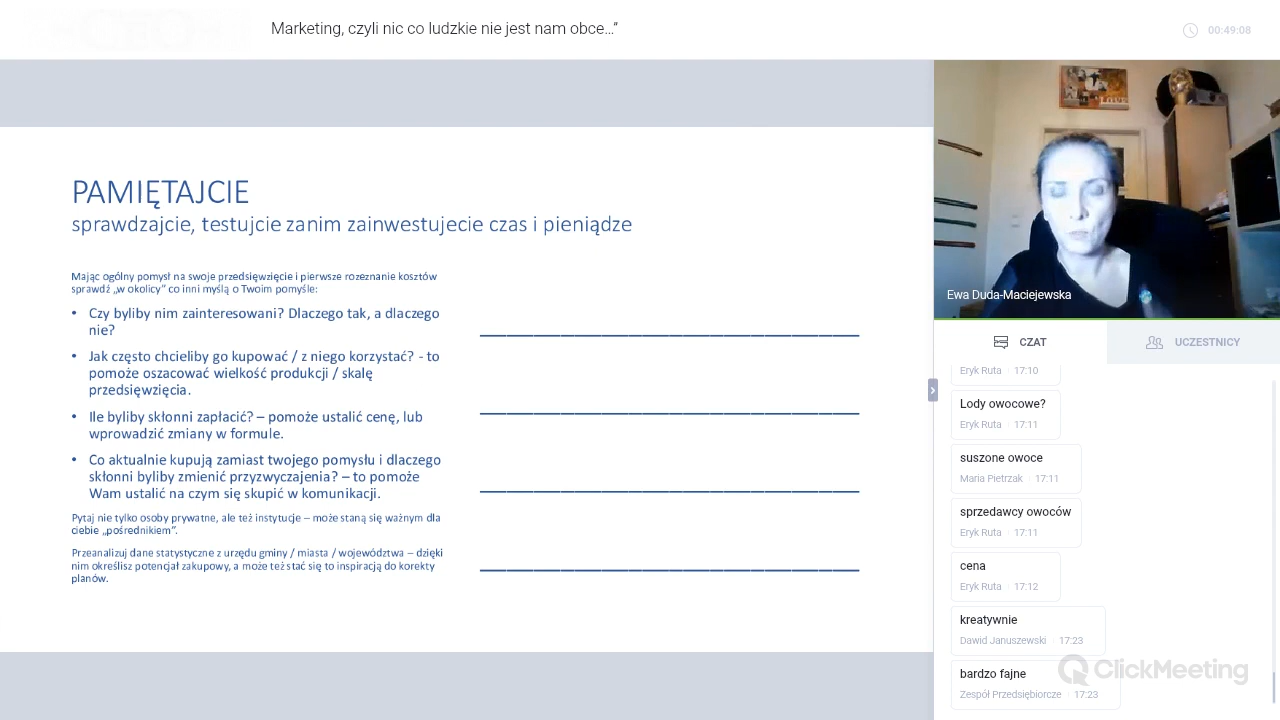 Marketing, czyli nic co ludzkie nie jest nam obce…”
00:49:08
PAMIĘTAJCIE
sprawdzajcie, testujcie zanim zainwestujecie czas i pieniądze
Mając ogólny pomysł na swoje przedsięwzięcie i pierwsze rozeznanie kosztów
sprawdź „w okolicy” co inni myślą o Twoim pomyśle:
• Czy byliby nim zainteresowani? Dlaczego tak, a dlaczego
nie?
• Jak często chcieliby go kupować / z niego korzystać? - to
pomoże oszacować wielkość produkcji / skalę
przedsięwzięcia.
• Ile byliby skłonni zapłacić? – pomoże ustalić cenę, lub
wprowadzić zmiany w formule.
• Co aktualnie kupują zamiast twojego pomysłu i dlaczego
skłonni byliby zmienić przyzwyczajenia? – to pomoże
Wam ustalić na czym się skupić w komunikacji.
Pytaj nie tylko osoby prywatne, ale też instytucje – może staną się ważnym dla
ciebie „pośrednikiem”.
Przeanalizuj dane statystyczne z urzędu gminy / miasta / województwa – dzięki
nim określisz potencjał zakupowy, a może też stać się to inspiracją do korekty
planów.
Ewa Duda-Maciejewska
CZAT
UCZESTNICY
Eryk Ruta 17:10
Lody owocowe?
Eryk Ruta 17:11
suszone owoce
Maria Pietrzak 17:11
sprzedawcy owoców
Eryk Ruta 17:11
cena
Eryk Ruta 17:12
kreatywnie
Dawid Januszewski 17:23
bardzo fajne
Zespół Przedsiębiorcze 17:23
ClickMeeting